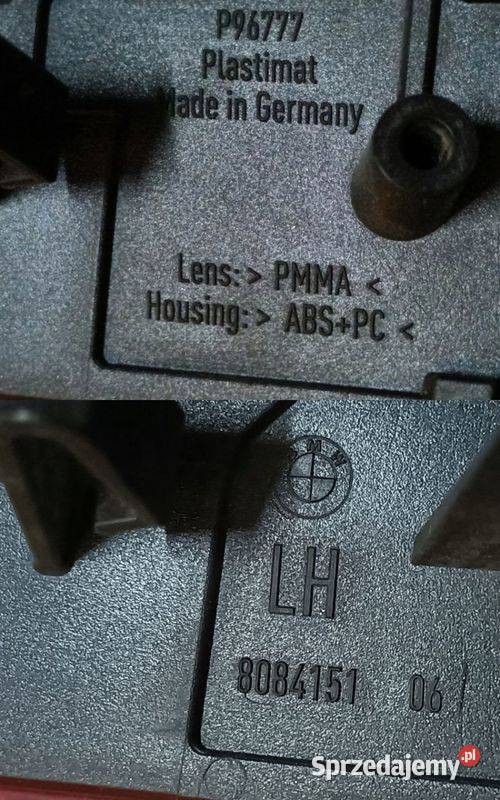 P96777
Plastimat
Made in Germany
Lens:> PMMA <
Housing:> ABS+PC <
BMW
LH
8084151 06
Sprzedajemy.pl